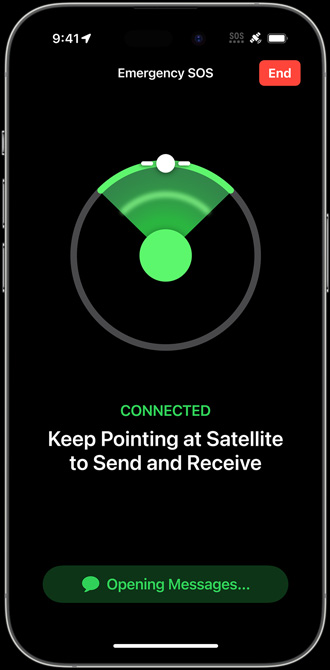 9:41 SOS
Emergency SOS
End
CONNECTED
Keep Pointing at Satellite
to Send and Receive
Opening Messages...